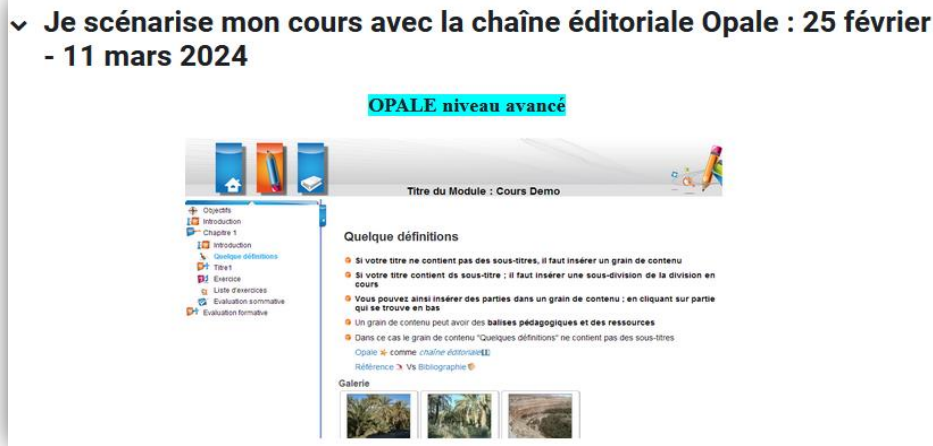 Je scénarise mon cours avec la chaîne éditoriale Opale : 25 février
- 11 mars 2024
OPALE niveau avancé
Titre du Module : Cours Demo
Objectifs
Introduction
Chapitre 1
Introduction
Quelque définitions
Titre1
Exercice
Liste d'exercices
Evaluation sommative
Evaluation formative
Quelque définitions
Si votre titre ne contient pas des sous-titres, il faut insérer un grain de contenu
Si votre titre contient ds sous-titre ; il faut insérer une sous-division de la division en
cours
Vous pouvez ainsi insérer des parties dans un grain de contenu ; en cliquant sur partie
qui se trouve en bas
Un grain de contenu peut avoir des balises pédagogiques et des ressources
Dans ce cas le grain de contenu "Quelques définitions" ne contient pas des sous-titres
Opale comme chaîne éditoriale
Référence Vs Bibliographie
Galerie